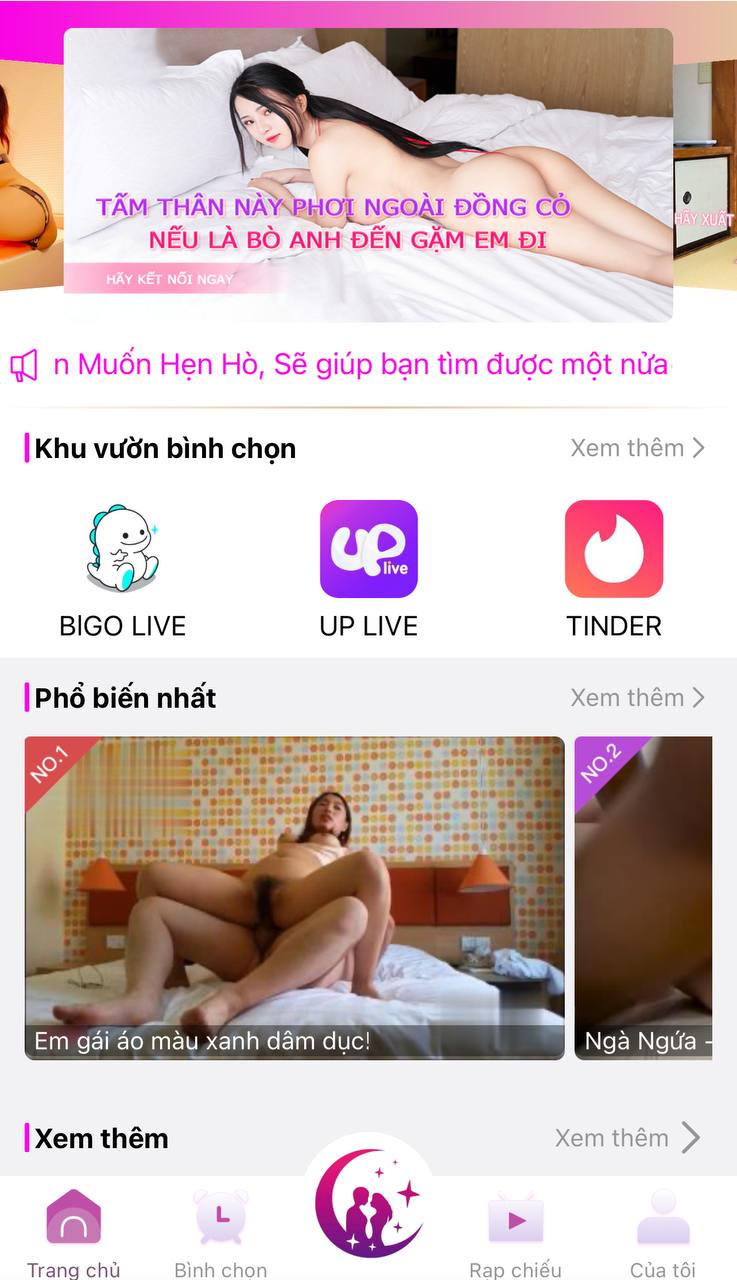 TẤM THÂN NÀY PHƠI NGOÀI ĐỒNG CỎ
NẾU LÀ BÒ ANH ĐẾN GẶM EM ĐI
HÃY XUẤT
HÃY KẾT NỐI NGAY
n Muốn Hẹn Hò, Sẽ giúp bạn tìm được một nửa
Khu vườn bình chọn
Xem thêm
up live
BIGO LIVE
UP LIVE
TINDER
Phổ biến nhất
Xem thêm
NO.1
NO.2
Em gái áo màu xanh dâm dục!
Ngà Ngứa -
Xem thêm
Xem thêm
Trang chủ
Bình chọn
Rạp chiếu
Của tôi